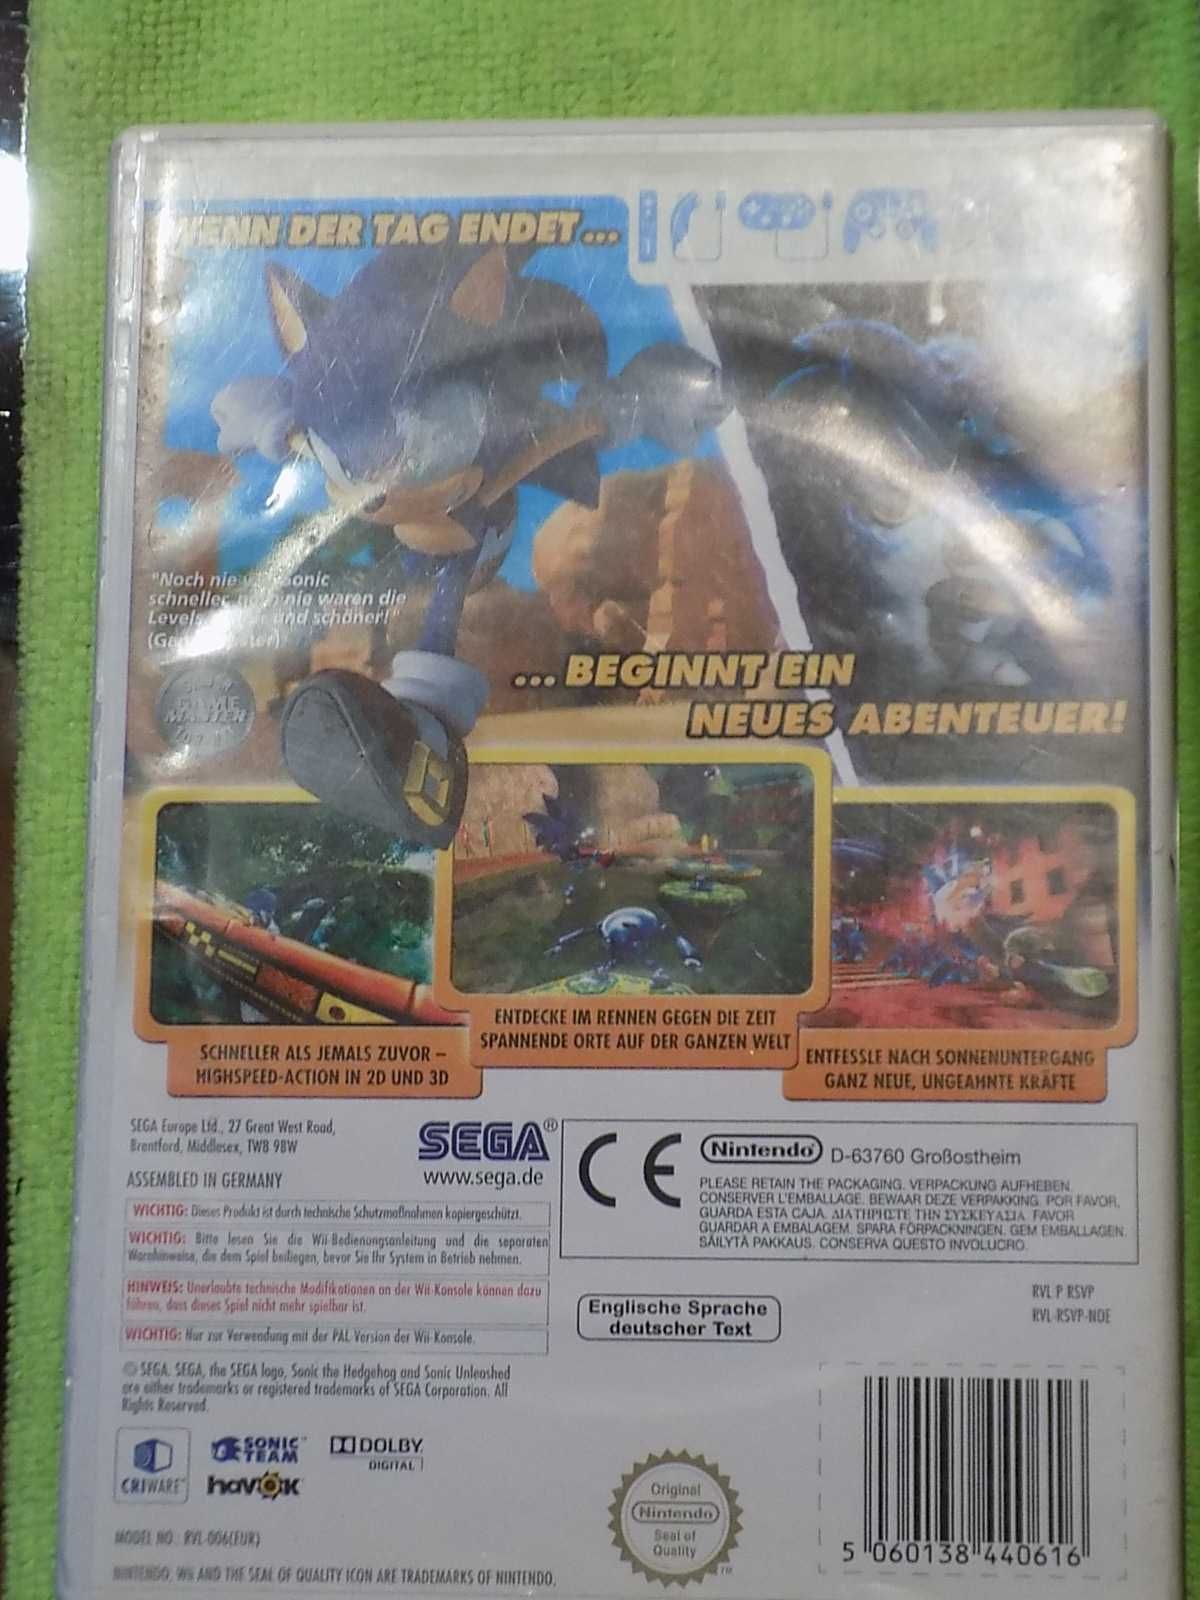 WENN DER TAG ENDET...
"Noch nie Sonic
schneller, nie waren die
Levels und schöner!"
GAME
MASTER
...BEGINNT EIN
NEUES ABENTEUER!
SCHNELLER ALS JEMALS ZUVOR –
HIGHSPEED-ACTION IN 2D UND 3D
ENTDECKE IM RENNEN GEGEN DIE ZEIT
SPANNENDE ORTE AUF DER GANZEN WELT
ENTFESSLE NACH SONNENUNTERGANG
GANZ NEUE, UNGEAHNTE KRÄFTE
SEGA Europe Ltd., 27 Great West Road,
Brentford, Middlesex, TW8 9BW
ASSEMBLED IN GERMANY
SEGA®
www.sega.de
WICHTIG: Dieses Produkt ist durch technische Schutzmaßnahmen kopiergeschützt.
WICHTIG: Bitte lesen Sie die Wii-Bedienungsanleitung und die separaten
Warnhinweise, die dem Spiel beiliegen, bevor Sie Ihr System in Betrieb nehmen.
HINWEIS: Unerlaubte technische Modifikationen an der Wii-Konsole können dazu
führen, dass dieses Spiel nicht mehr spielbar ist.
WICHTIG: Nur zur Verwendung mit der PAL-Version der Wii-Konsole.
© SEGA. SEGA, the SEGA logo, Sonic the Hedgehog and Sonic Unleashed
are either trademarks or registered trademarks of SEGA Corporation. All
Rights Reserved.
CE
Nintendo® D-63760 Großostheim
PLEASE RETAIN THE PACKAGING. VERPACKUNG AUFHEBEN.
CONSERVER L'EMBALLAGE. BEWAAR DEZE VERPAKKING. POR FAVOR,
GUARDA ESTA CAJA. ΔΙΑΤΗΡΗΣΤΕ ΤΗΝ ΣΥΣΚΕΥΑΣΙΑ. FAVOR
GUARDAR A EMBALAGEM. SPARA FÖRPACKNINGEN. GEM EMBALLAGEN.
SÄILYTÄ PAKKAUS. CONSERVA QUESTO INVOLUCRO.
Englische Sprache
deutscher Text
RVL P RSVP
RVL-RSVP-NOE
CRIWARE™
SONIC
TEAM™
havok
DOLBY
DIGITAL
MODEL NO.: RVL-006(EUR)
NINTENDO, Wii AND THE SEAL OF QUALITY ICON ARE TRADEMARKS OF NINTENDO.
Original
Nintendo®
Seal of
Quality
™
5 060138 440616